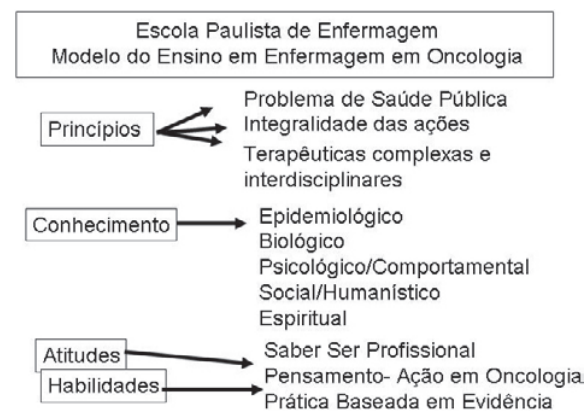 Escola Paulista de Enfermagem
Modelo do Ensino em Enfermagem em Oncologia
Princípios
Problema de Saúde Pública
Integralidade das ações
Terapêuticas complexas e
interdisciplinares
Conhecimento
Epidemiológico
Biológico
Psicológico/Comportamental
Social/Humanístico
Espiritual
Atitudes
Habilidades
Saber Ser Profissional
Pensamento- Ação em Oncologia
Prática Baseada em Evidência